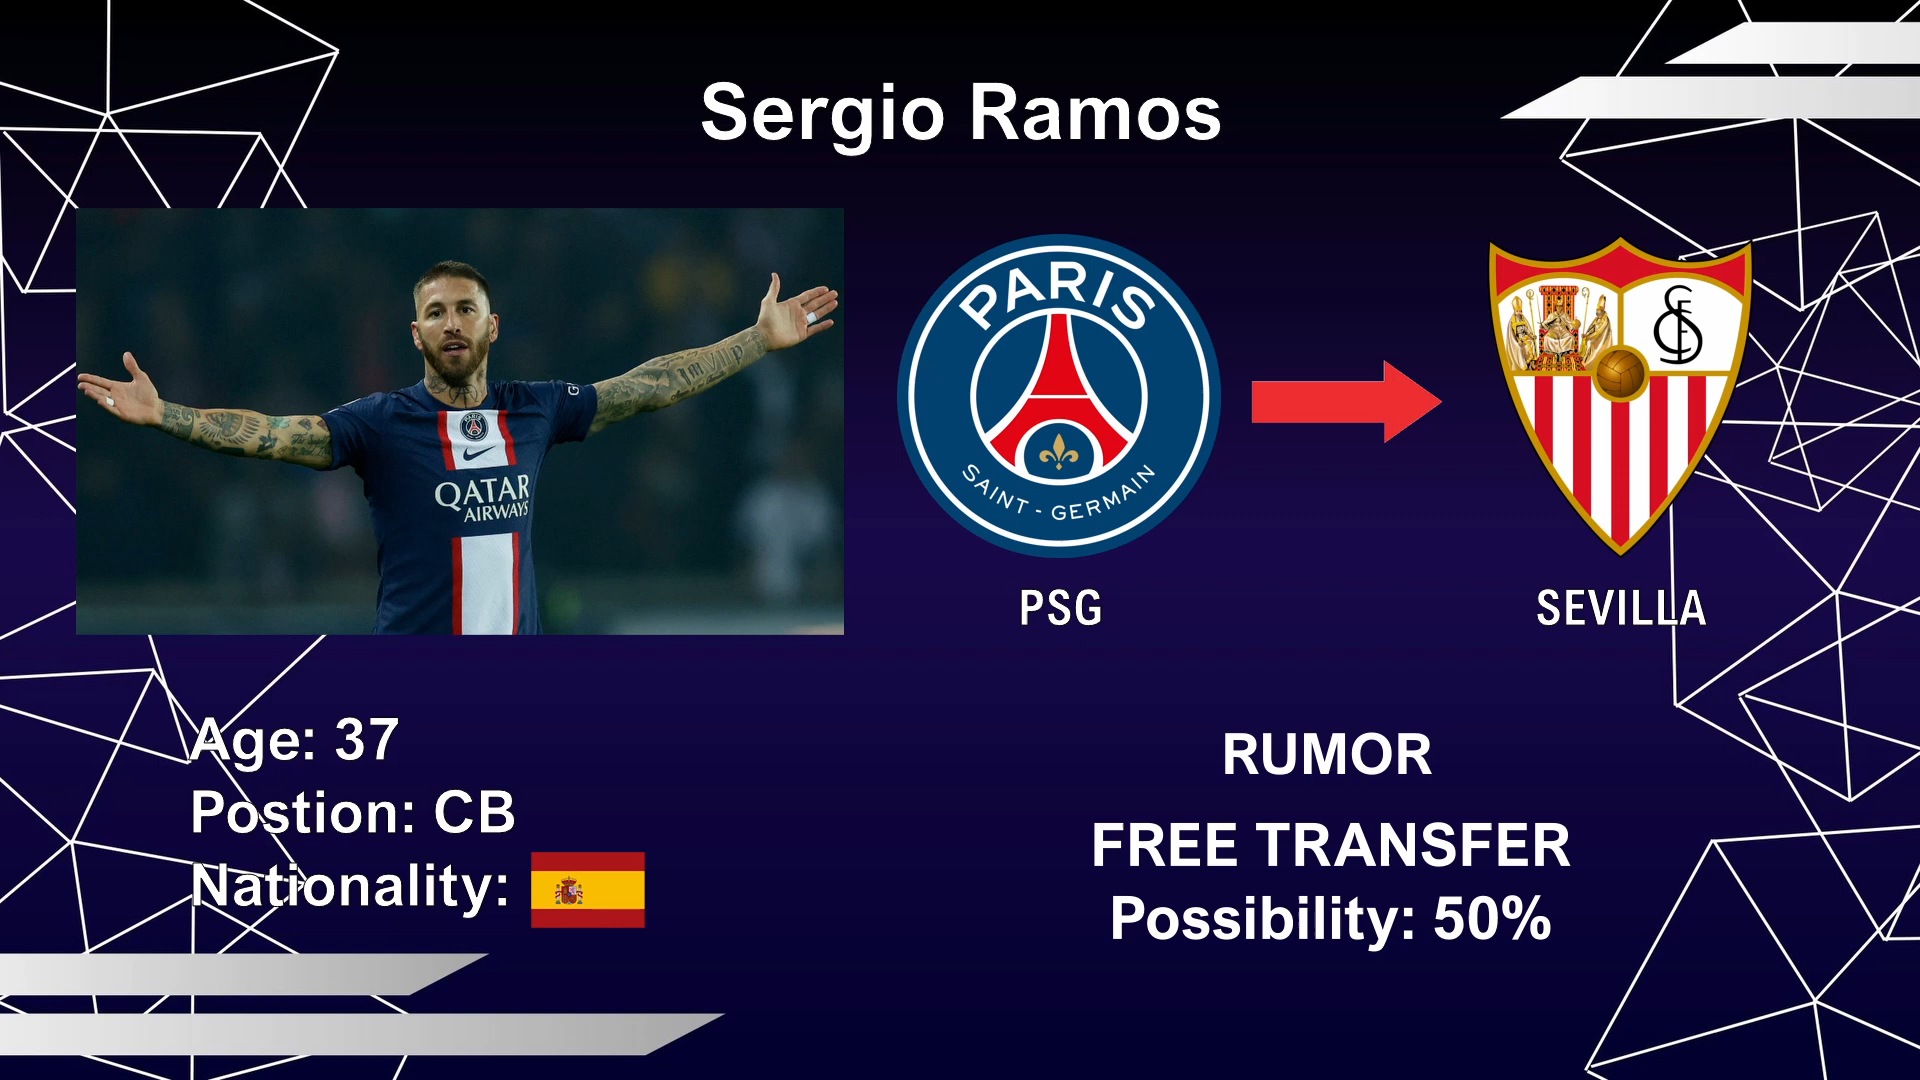 Sergio Ramos
QATAR
AIRWAYS
PARIS
SAINT - GERMAIN
PSG
SEVILLA
Age: 37
Postion: CB
Nationality:
RUMOR
FREE TRANSFER
Possibility: 50%